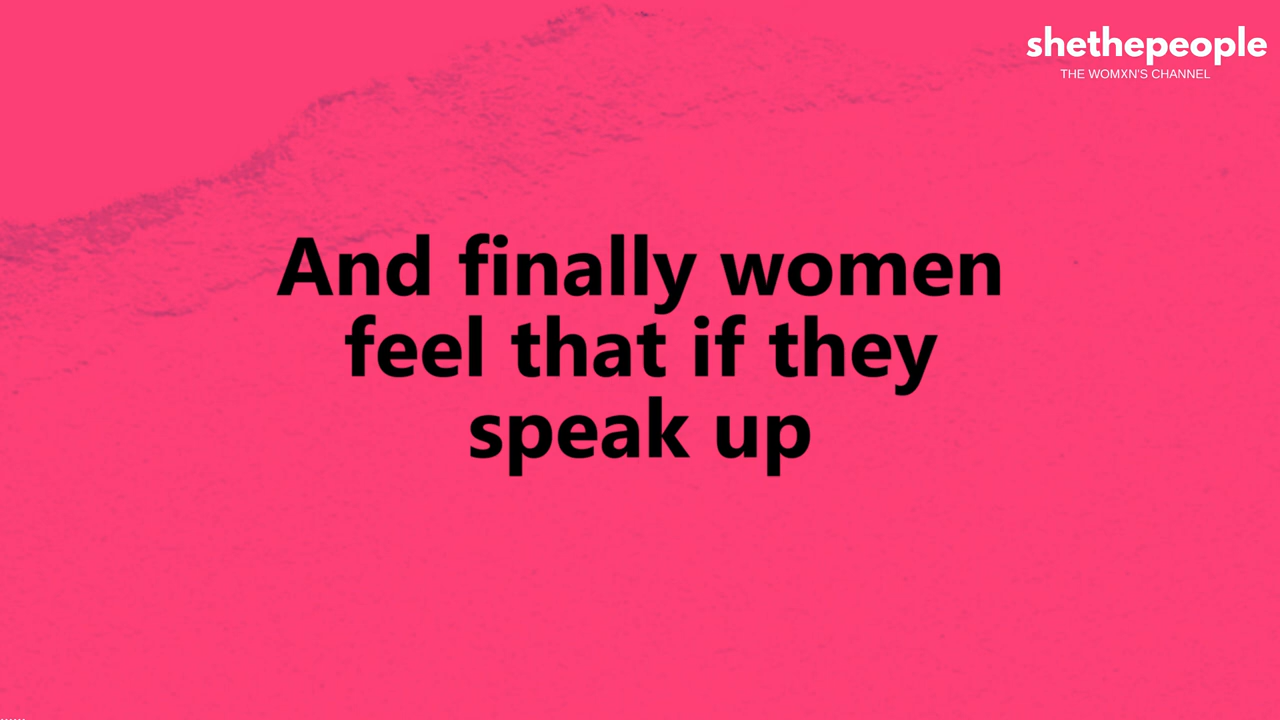 shethepeople
THE WOMXN'S CHANNEL
And finally women
feel that if they
speak up